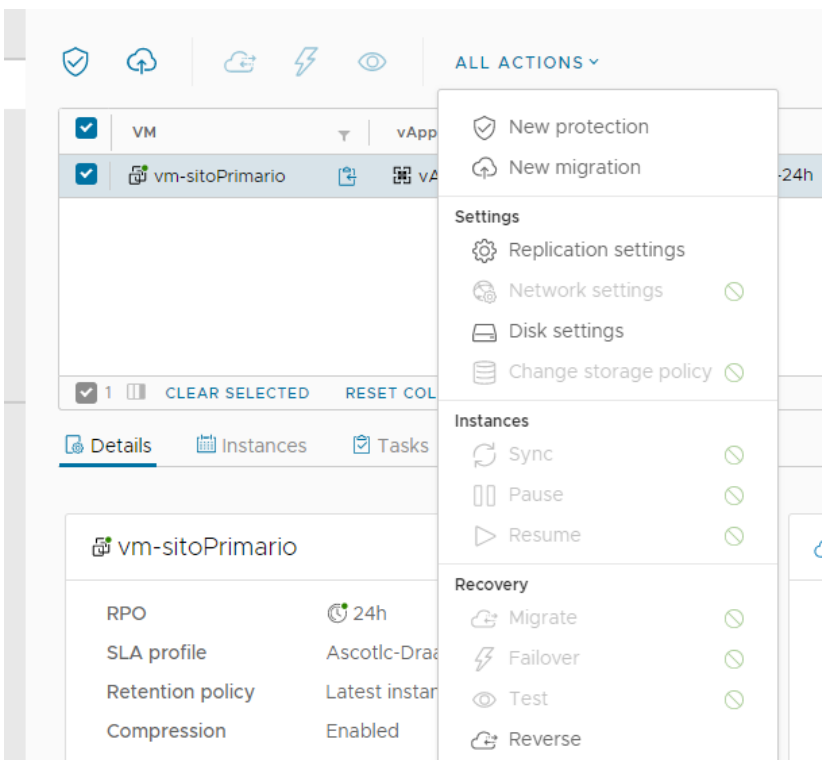 ALL ACTIONS
VM
vApp
vm-sitoPrimario
-24h
New protection
New migration
Settings
Replication settings
Network settings
Disk settings
Change storage policy
1
CLEAR SELECTED
RESET COL
Instances
Sync
Pause
Resume
Details
Instances
Tasks
vm-sitoPrimario
RPO
24h
SLA profile
Ascotlc-Draa
Retention policy
Latest instan
Compression
Enabled
Recovery
Migrate
Failover
Test
Reverse